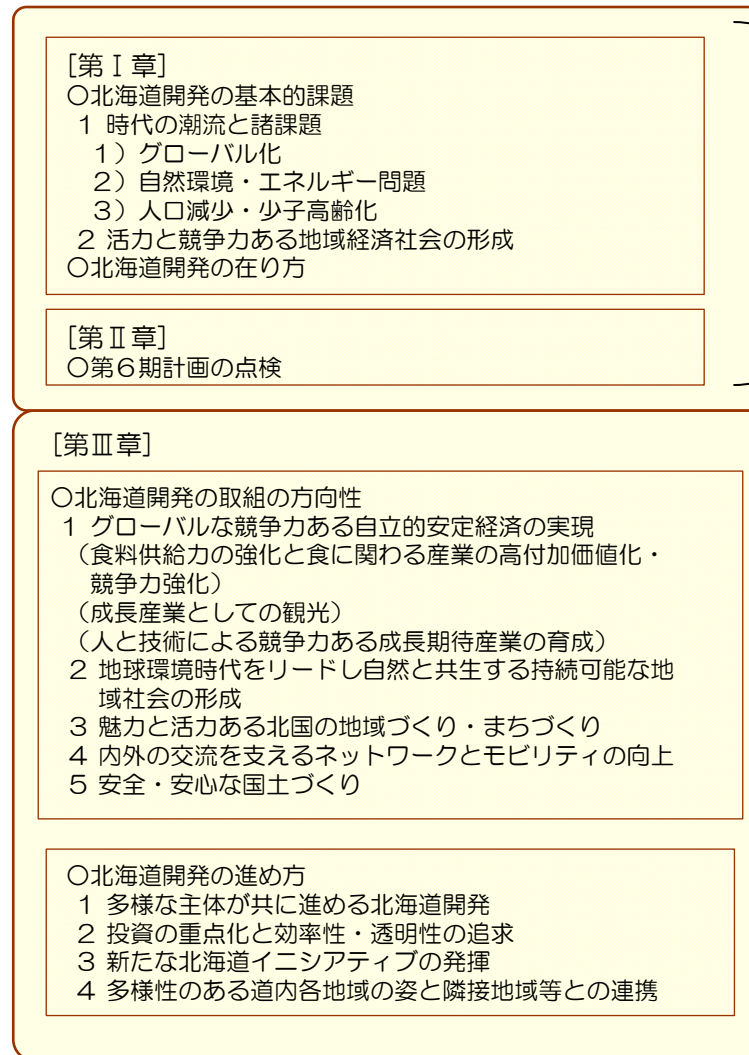 [第Ⅰ章]
○北海道開発の基本的課題
１ 時代の潮流と諸課題
１）グローバル化
２）自然環境・エネルギー問題
３）人口減少・少子高齢化
２ 活力と競争力ある地域経済社会の形成
○北海道開発の在り方
[第Ⅱ章]
○第６期計画の点検
[第Ⅲ章]
○北海道開発の取組の方向性
１ グローバルな競争力ある自立的安定経済の実現
（食料供給力の強化と食に関わる産業の高付加価値化・
競争力強化）
（成長産業としての観光）
（人と技術による競争力ある成長期待産業の育成）
２ 地球環境時代をリードし自然と共生する持続可能な地
域社会の形成
３ 魅力と活力ある北国の地域づくり・まちづくり
４ 内外の交流を支えるネットワークとモビリティの向上
５ 安全・安心な国土づくり
○北海道開発の進め方
１ 多様な主体が共に進める北海道開発
２ 投資の重点化と効率性・透明性の追求
３ 新たな北海道イニシアティブの発揮
４ 多様性のある道内各地域の姿と隣接地域等との連携